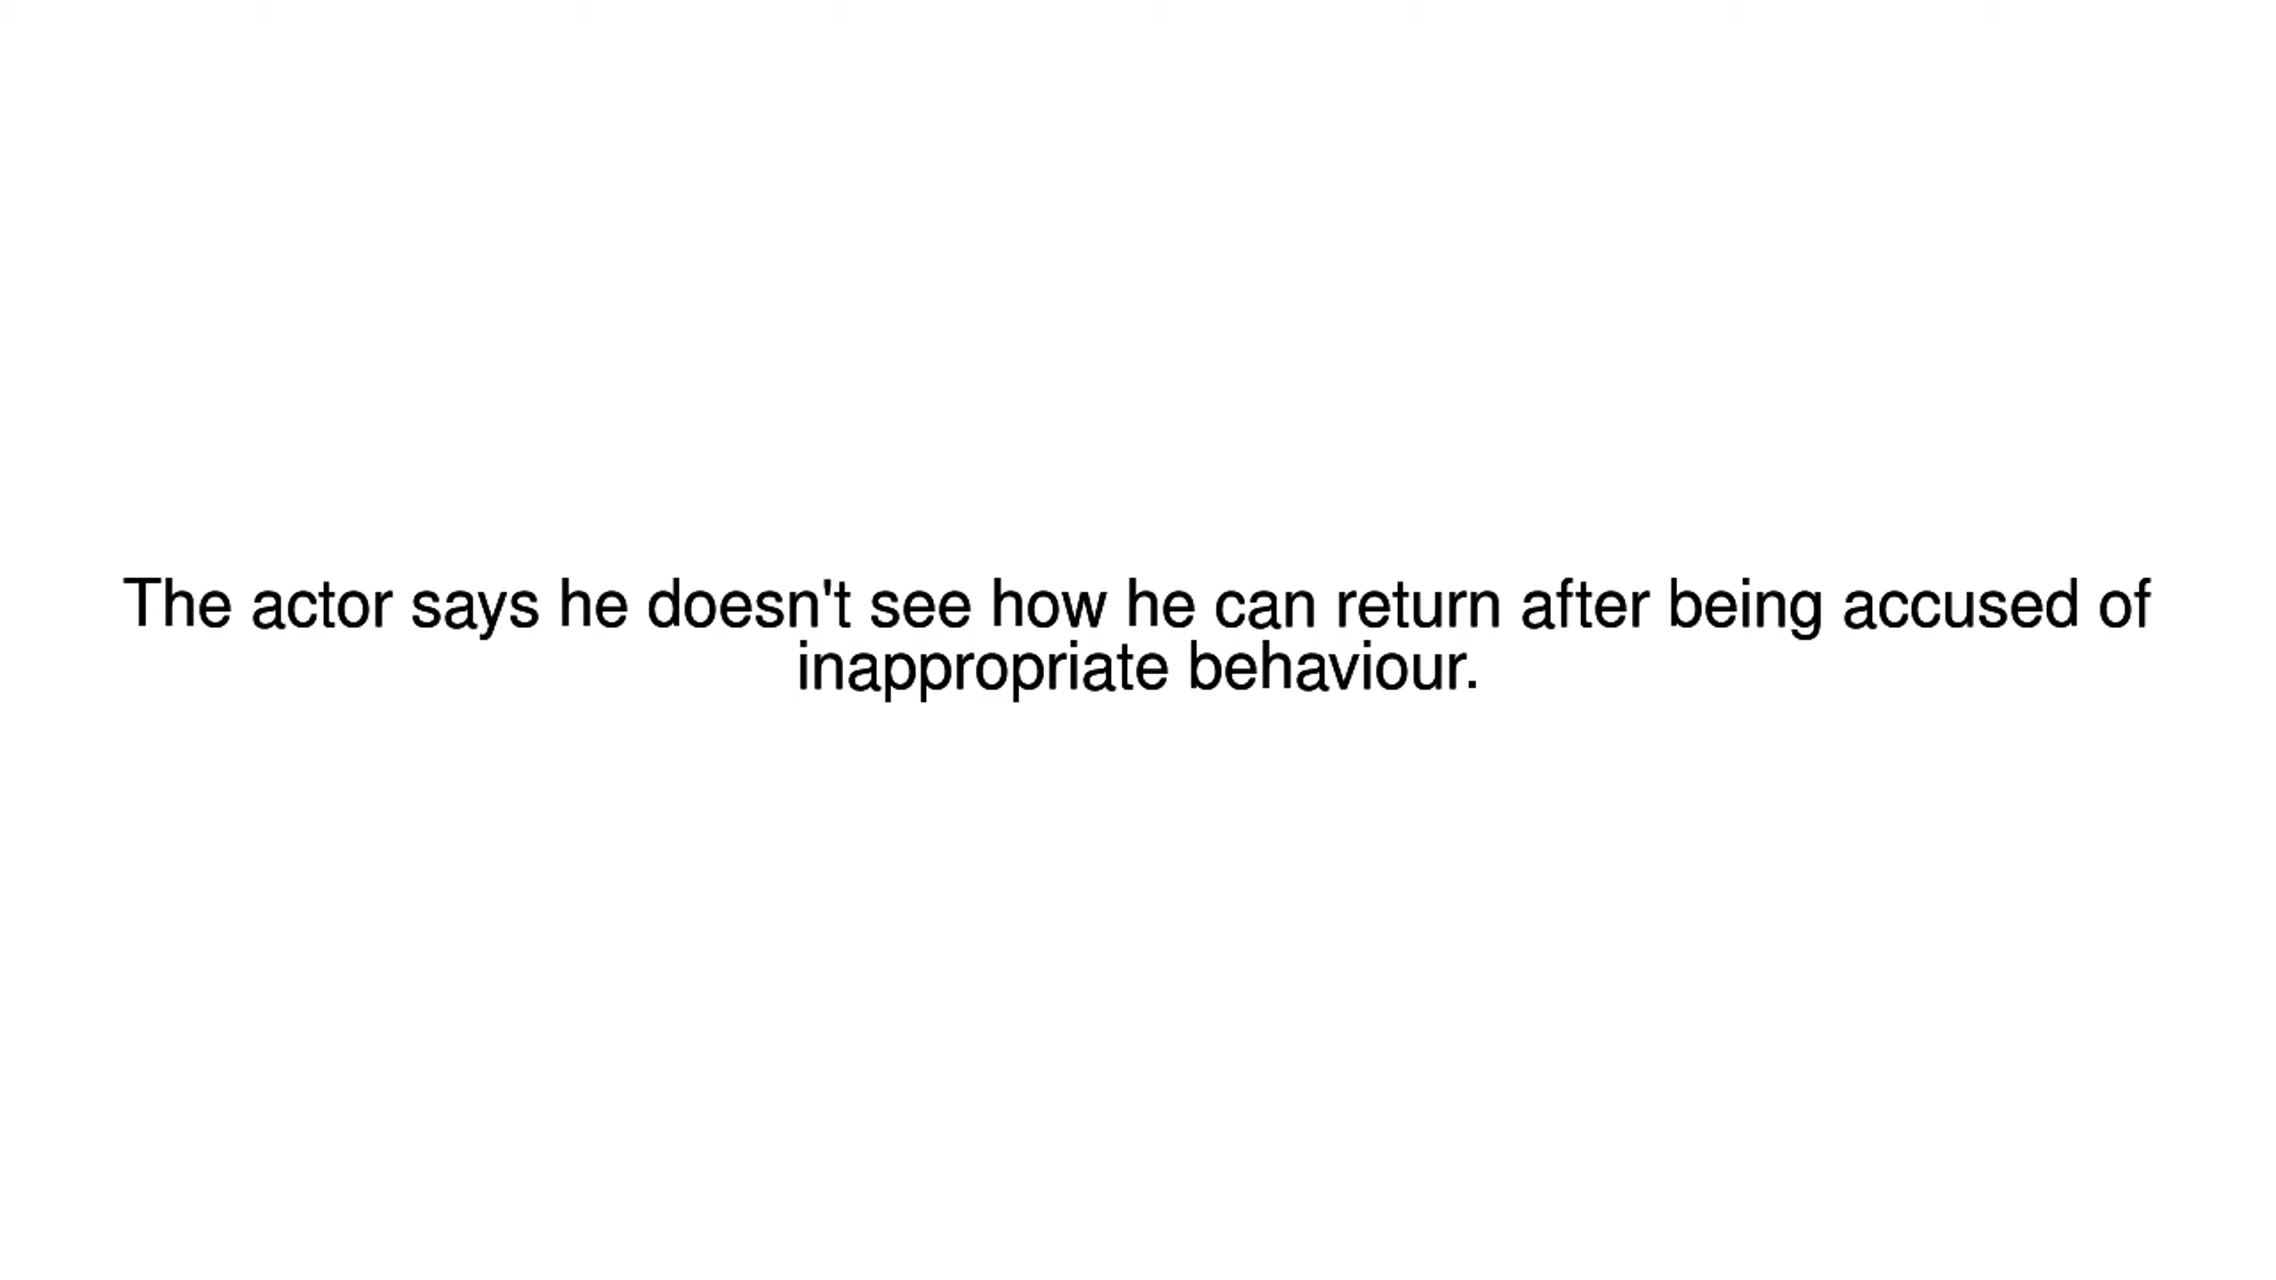 The actor says he doesn't see how he can return after being accused of
inappropriate behaviour.